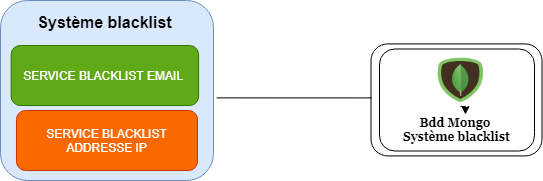 Système blacklist
SERVICE BLACKLIST EMAIL
SERVICE BLACKLIST
ADDRESSE IP
Bdd Mongo
Système blacklist